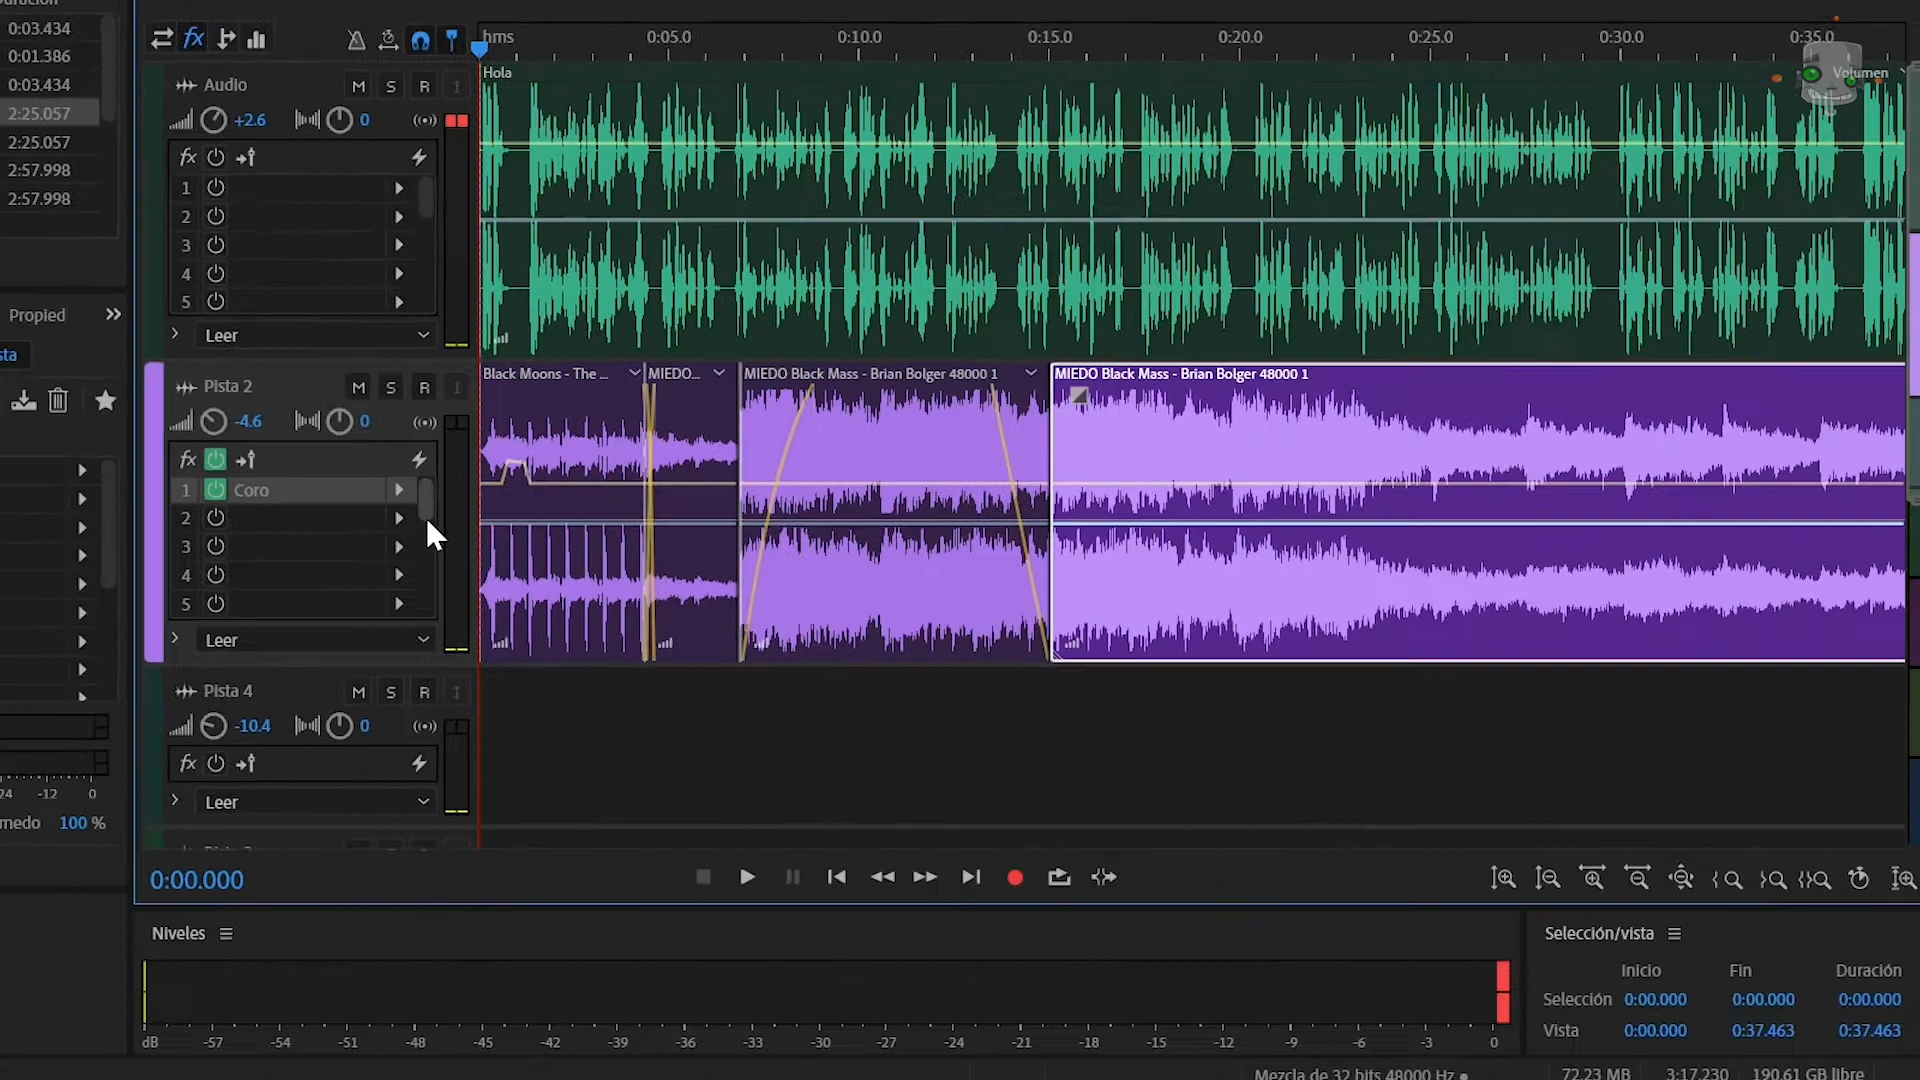 0:03.434
0:01.386
0:03.434
2:25.057
2:25.057
2:57.998
2:57.998
Propied
sta
24 -12 0
medo 100 %
fx
hms 0:05.0 0:10.0 0:15.0 0:20.0 0:25.0 0:30.0 0:35.0
Audio M S R I
+2.6 0
fx
1
2
3
4
5
Leer
Hola
Volumen
Pista 2 M S R I
-4.6 0
fx
1 Coro
2
3
4
5
Leer
Black Moons - The ... MIEDO... MIEDO Black Mass - Brian Bolger 48000 1 MIEDO Black Mass - Brian Bolger 48000 1
Pista 4 M S R I
-10.4 0
fx
Leer
0:00.000
Niveles
dB -57 -54 -51 -48 -45 -42 -39 -36 -33 -30 -27 -24 -21 -18 -15 -12 -9 -6 -3 0
Selección/vista
Inicio Fin Duración
Selección 0:00.000 0:00.000 0:00.000
Vista 0:00.000 0:37.463 0:37.463
Mezcla de 32 bits 48000 Hz 72.23 MB 3:17.230 190.61 GB libre